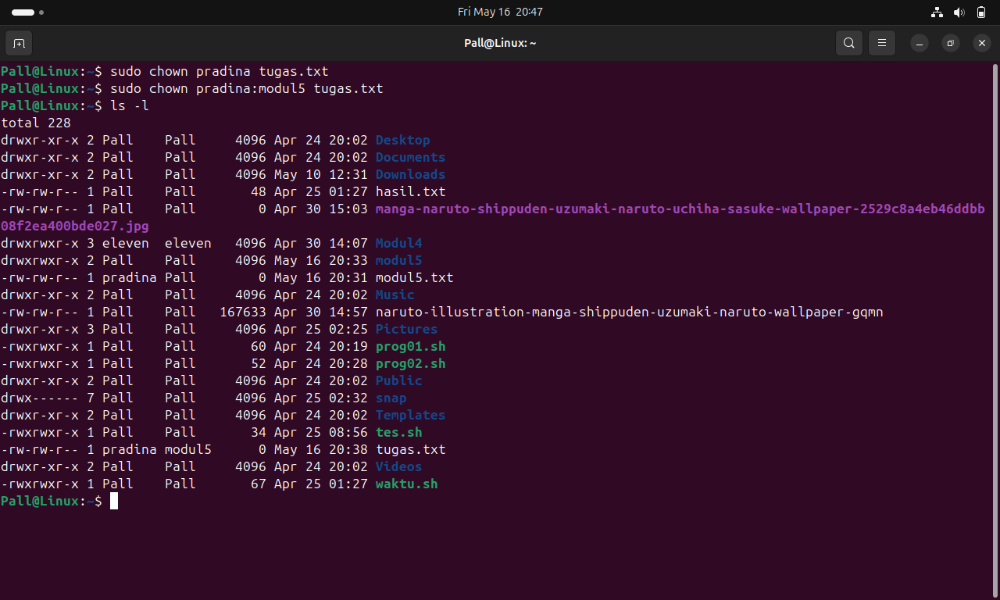 Fri May 16 20:47
Pall@Linux: ~
Pall@Linux:~$ sudo chown pradina tugas.txt
Pall@Linux:~$ sudo chown pradina:modul5 tugas.txt
Pall@Linux:~$ ls -l
total 228
drwxr-xr-x 2 Pall    Pall     4096 Apr 24 20:02 Desktop
drwxr-xr-x 2 Pall    Pall     4096 Apr 24 20:02 Documents
drwxr-xr-x 2 Pall    Pall     4096 May 10 12:31 Downloads
-rw-rw-r-- 1 Pall    Pall       48 Apr 25 01:27 hasil.txt
-rw-rw-r-- 1 Pall    Pall        0 Apr 30 15:03 manga-naruto-shippuden-uzumaki-naruto-uchiha-sasuke-wallpaper-2529c8a4eb46ddbb
08f2ea400bde027.jpg
drwxrwxr-x 3 eleven  eleven   4096 Apr 30 14:07 Modul4
drwxrwxr-x 2 Pall    Pall     4096 May 16 20:33 modul5
-rw-rw-r-- 1 pradina Pall        0 May 16 20:31 modul5.txt
drwxr-xr-x 2 Pall    Pall     4096 Apr 24 20:02 Music
-rw-rw-r-- 1 Pall    Pall   167633 Apr 30 14:57 naruto-illustration-manga-shippuden-uzumaki-naruto-wallpaper-gqmn
drwxr-xr-x 3 Pall    Pall     4096 Apr 25 02:25 Pictures
-rwxrwxr-x 1 Pall    Pall       60 Apr 24 20:19 prog01.sh
-rwxrwxr-x 1 Pall    Pall       52 Apr 24 20:28 prog02.sh
drwxr-xr-x 2 Pall    Pall     4096 Apr 24 20:02 Public
drwx------ 7 Pall    Pall     4096 Apr 25 02:32 snap
drwxr-xr-x 2 Pall    Pall     4096 Apr 24 20:02 Templates
-rwxrwxr-x 1 Pall    Pall       34 Apr 25 08:56 tes.sh
-rw-rw-r-- 1 pradina modul5      0 May 16 20:38 tugas.txt
drwxr-xr-x 2 Pall    Pall     4096 Apr 24 20:02 Videos
-rwxrwxr-x 1 Pall    Pall       67 Apr 25 01:27 waktu.sh
Pall@Linux:~$